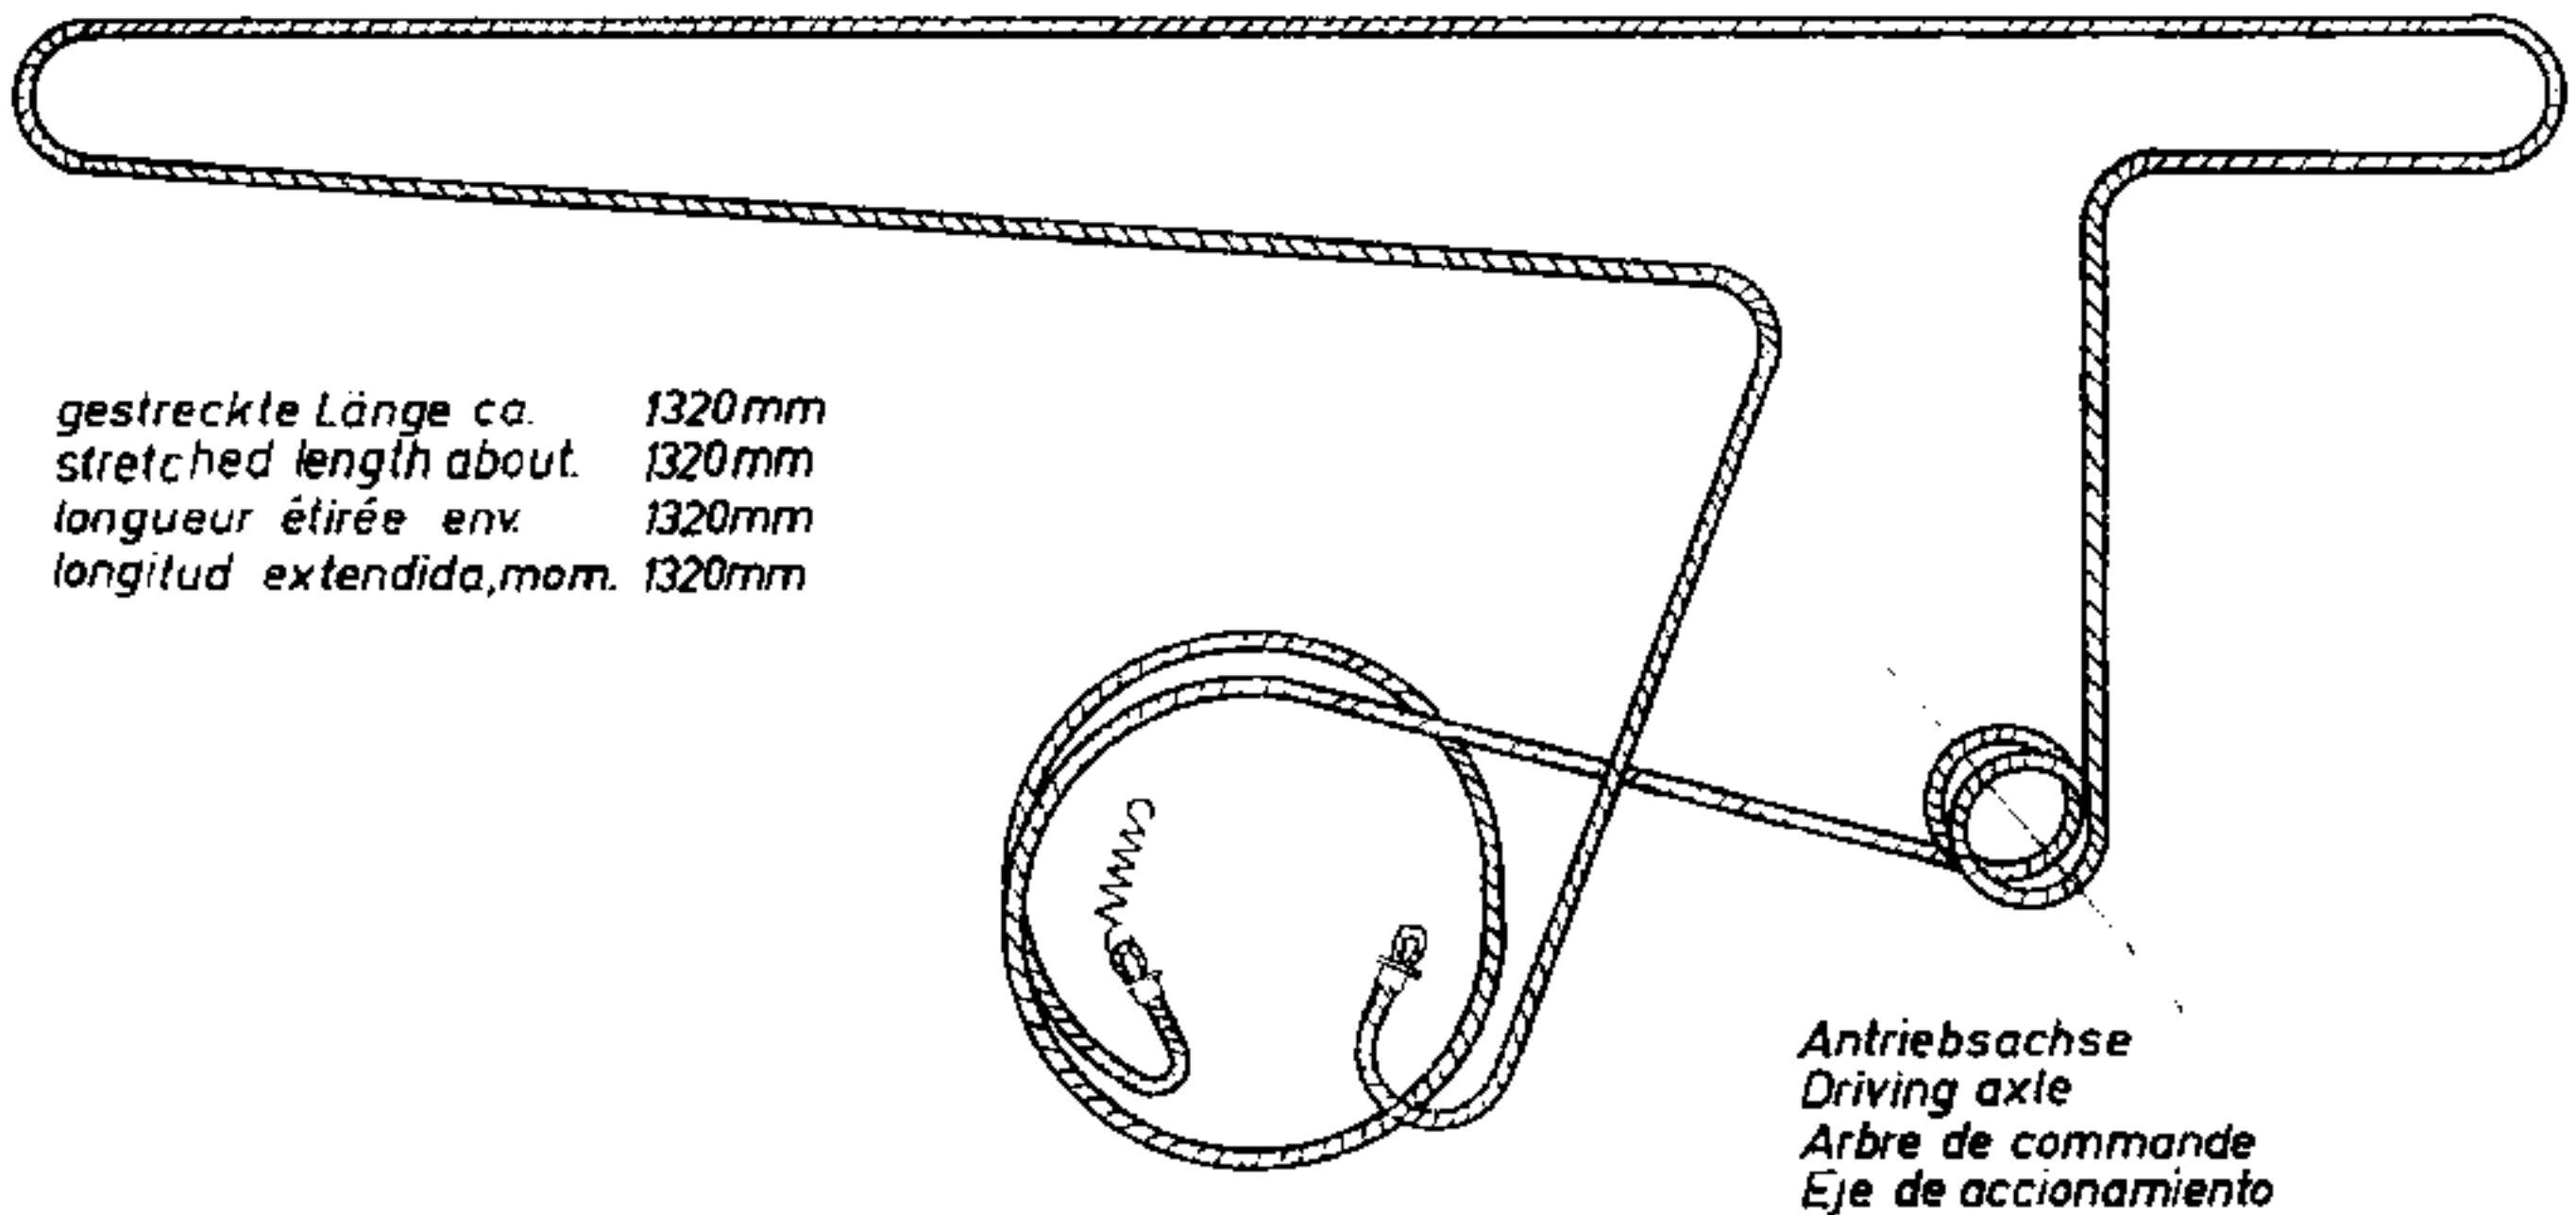 gestreckte Länge ca. 1320mm
stretched length about. 1320mm
longueur étirée env. 1320mm
longitud extendida,mom. 1320mm
Antriebsachse
Driving axle
Arbre de commande
Eje de accionamiento